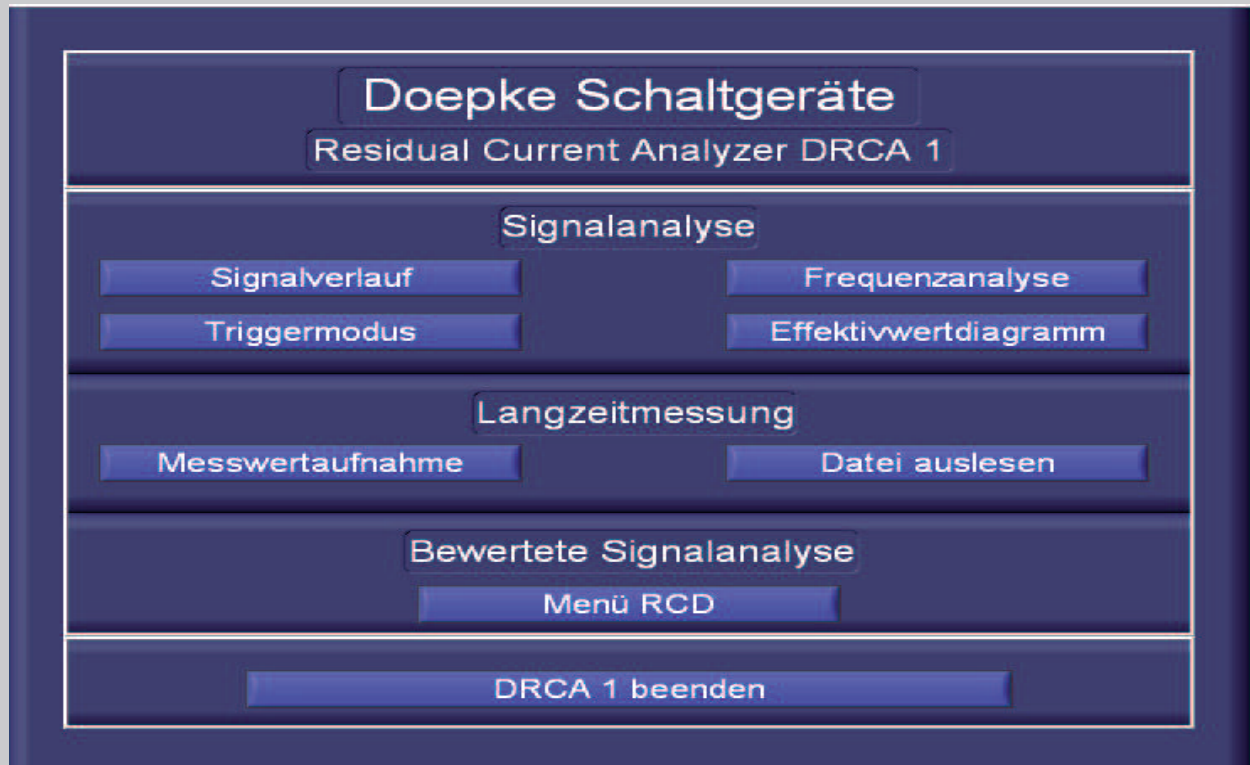 Doepke Schaltgeräte
Residual Current Analyzer DRCA 1
Signalanalyse
Signalverlauf Frequenzanalyse
Triggermodus Effektivwertdiagramm
Langzeitmessung
Messwertaufnahme Datei auslesen
Bewertete Signalanalyse
Menü RCD
DRCA 1 beenden